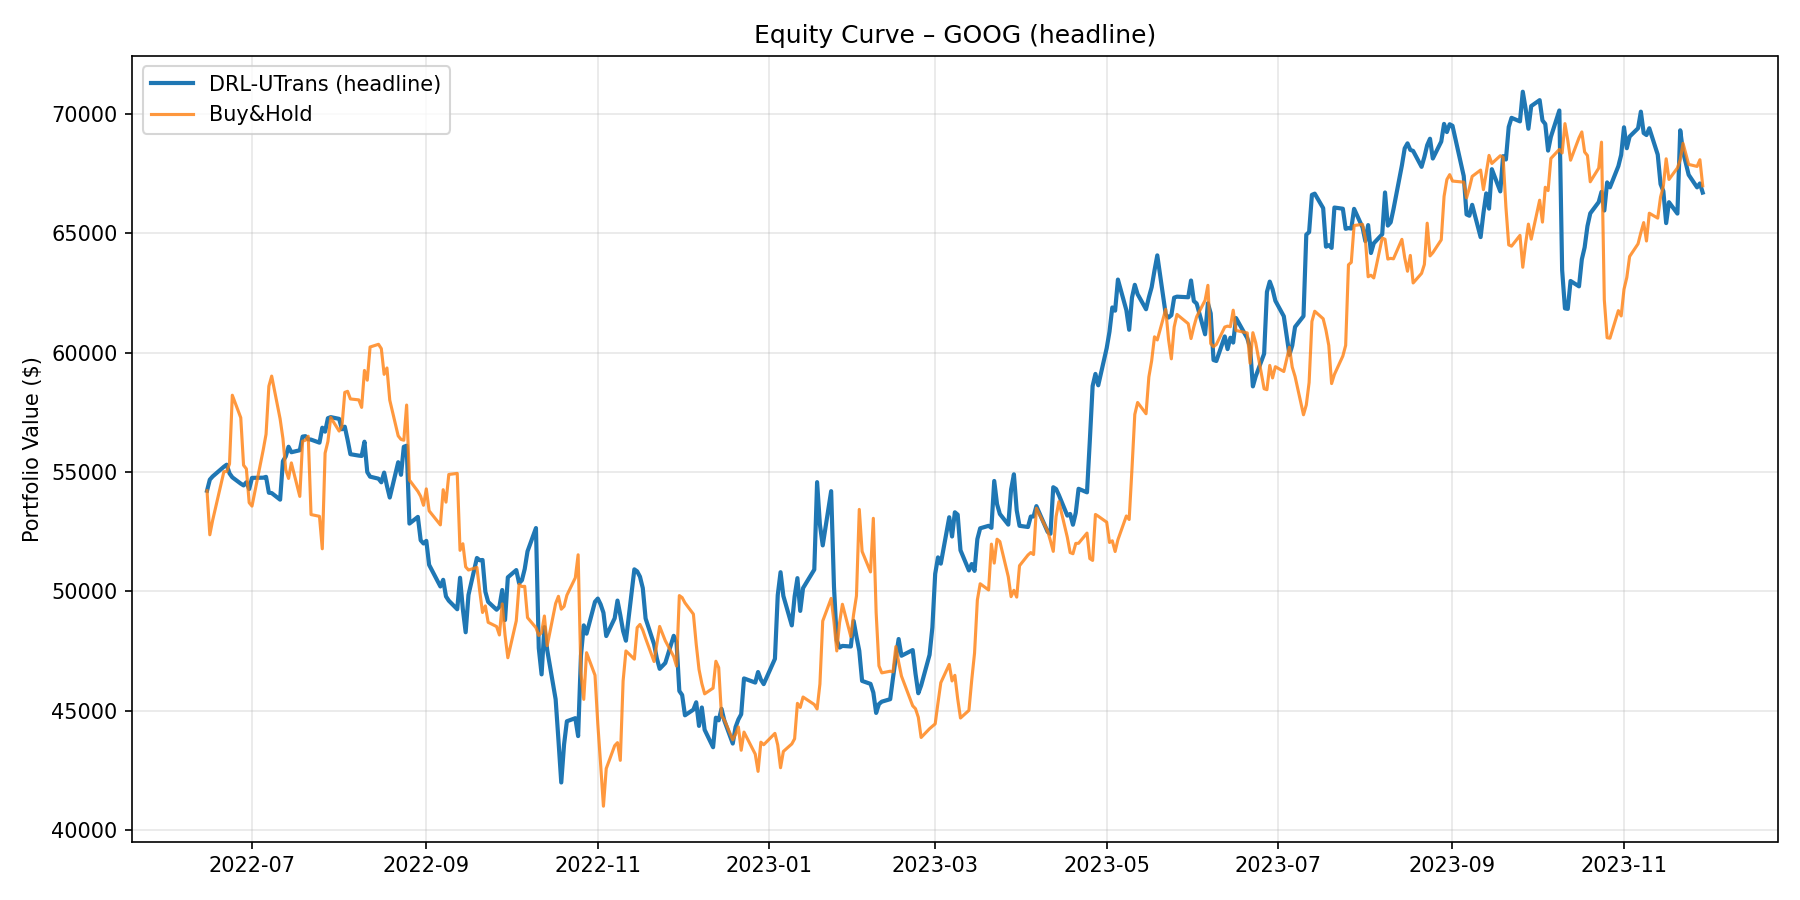 Equity Curve – GOOG (headline)
DRL-UTrans (headline)
Buy&Hold
Portfolio Value ($)
70000
65000
60000
55000
50000
45000
40000
2022-07 2022-09 2022-11 2023-01 2023-03 2023-05 2023-07 2023-09 2023-11